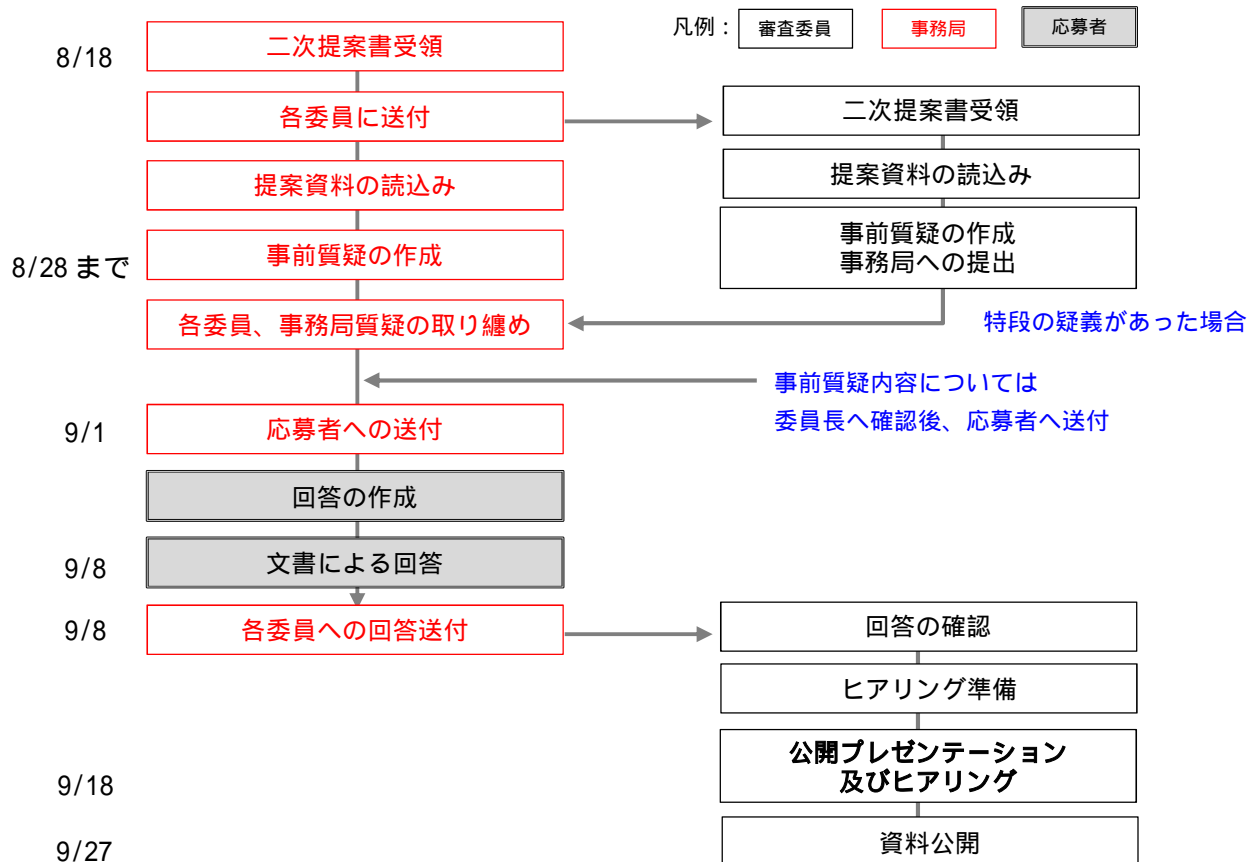 凡例：
審査委員
事務局
応募者
8/18
二次提案書受領
各委員に送付
二次提案書受領
提案資料の読込み
提案資料の読込み
8/28 まで
事前質疑の作成
事前質疑の作成
事務局への提出
各委員、事務局質疑の取り纏め
特段の疑義があった場合
事前質疑内容については
委員長へ確認後、応募者へ送付
9/1
応募者への送付
回答の作成
9/8
文書による回答
9/8
各委員への回答送付
回答の確認
ヒアリング準備
9/18
公開プレゼンテーション
及びヒアリング
9/27
資料公開